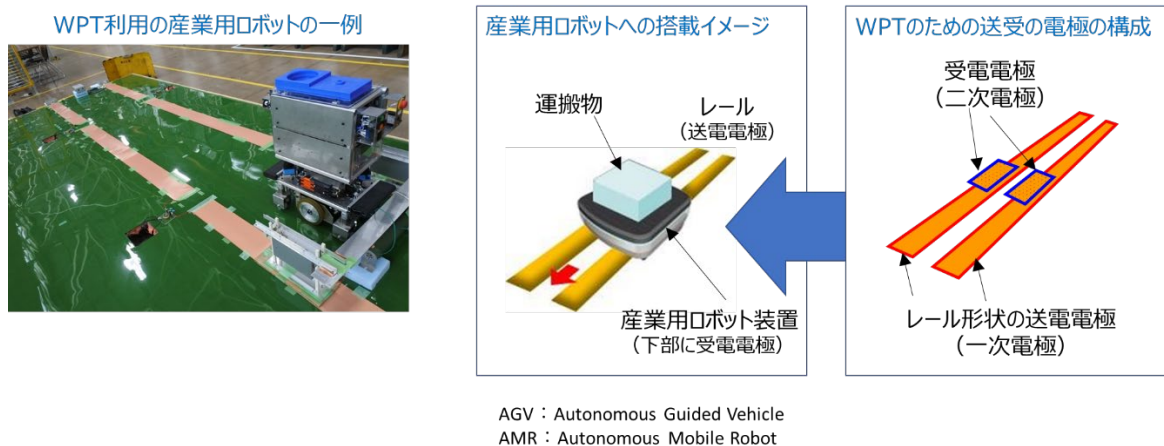 WPT利用の産業用ロボットの一例
産業用ロボットへの搭載イメージ
運搬物
レール
（送電電極）
産業用ロボット装置
（下部に受電電極）
WPTのための送受の電極の構成
受電電極
（二次電極）
レール形状の送電電極
（一次電極）
AGV：Autonomous Guided Vehicle
AMR：Autonomous Mobile Robot